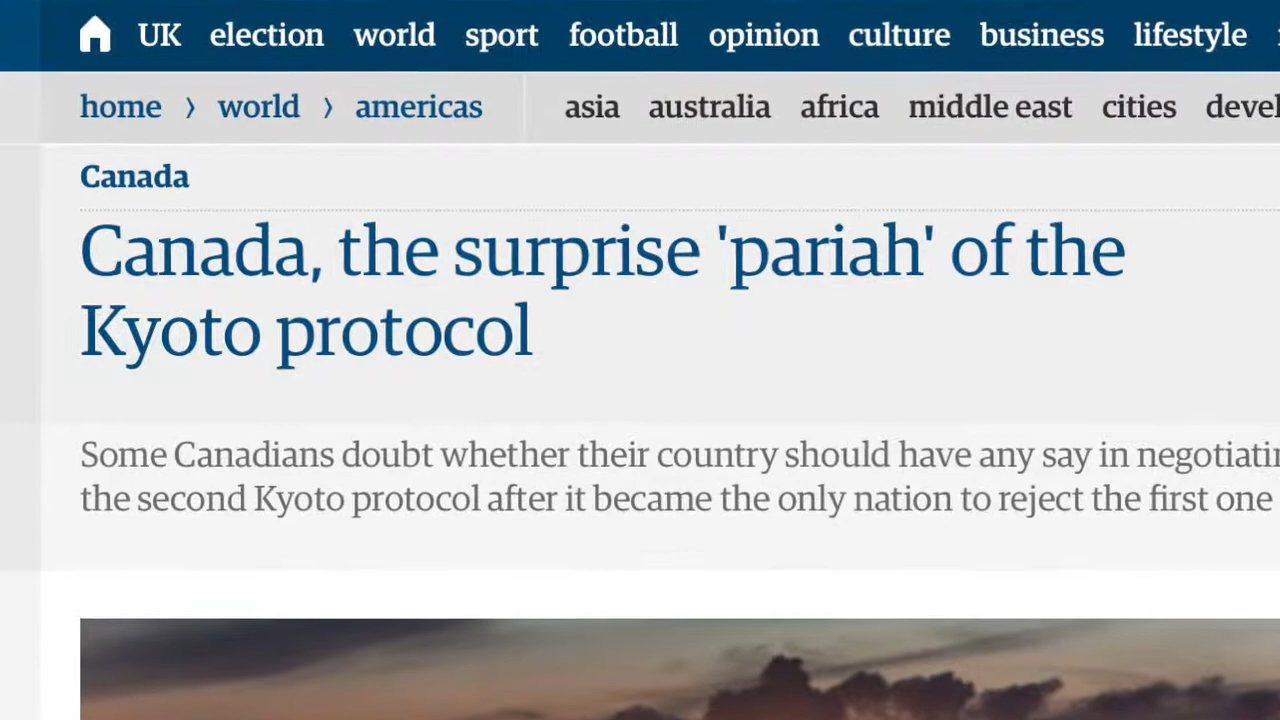 UK election world sport football opinion culture business lifestyle
home › world › americas asia australia africa middle east cities
Canada
Canada, the surprise 'pariah' of the
Kyoto protocol
Some Canadians doubt whether their country should have any say in
the second Kyoto protocol after it became the only nation to reject the first one